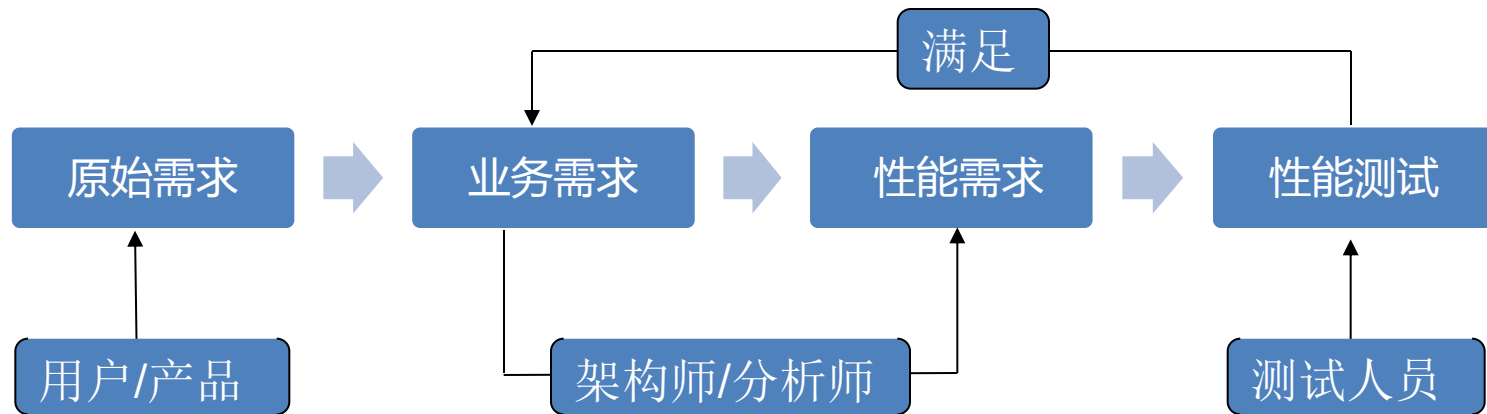 满足
原始需求
业务需求
性能需求
性能测试
用户/产品
架构师/分析师
测试人员